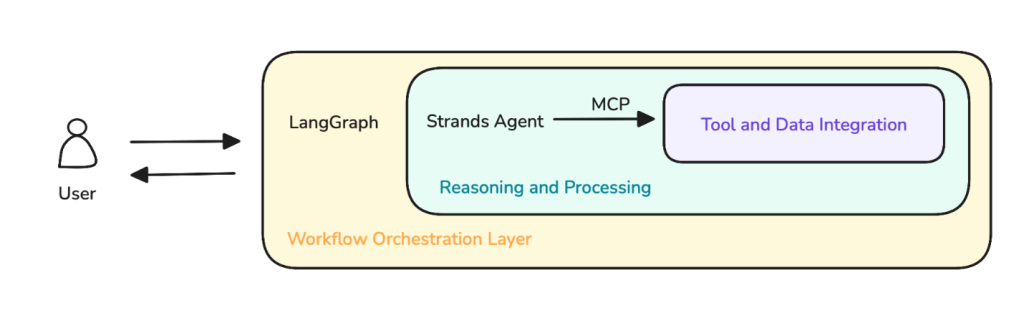 MCP
LangGraph
Strands Agent
Tool and Data Integration
Reasoning and Processing
User
Workflow Orchestration Layer